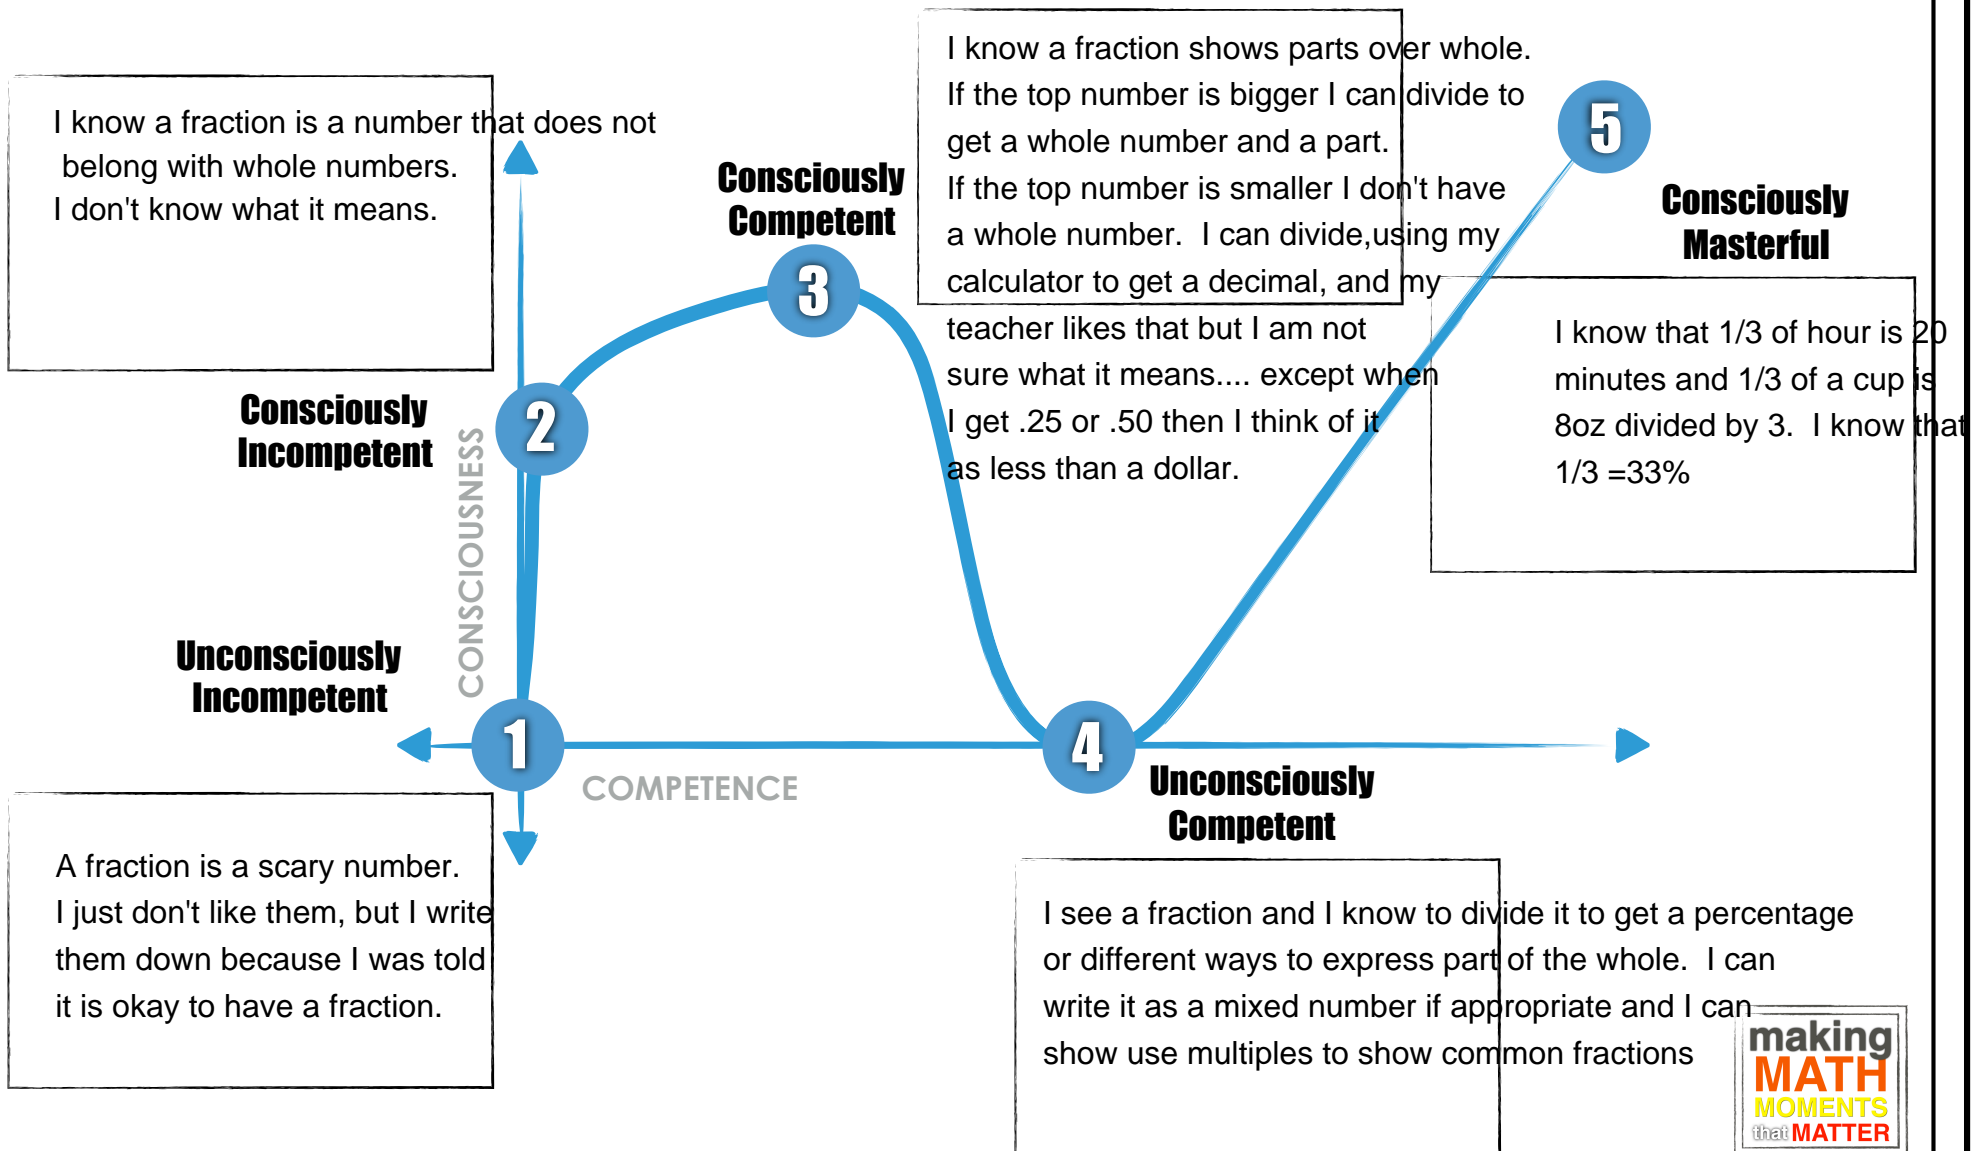 I know a fraction is a number that does not
belong with whole numbers.
I don't know what it means.
Consciously
Incompetent
2
CONSCIOUSNESS
Unconsciously
Incompetent
1
COMPETENCE
A fraction is a scary number.
I just don't like them, but I write
them down because I was told
it is okay to have a fraction.
Consciously
Competent
3
I know a fraction shows parts over whole.
If the top number is bigger I can divide to
get a whole number and a part.
If the top number is smaller I don't have
a whole number.  I can divide,using my
calculator to get a decimal, and my
teacher likes that but I am not
sure what it means.... except when
I get .25 or .50 then I think of it
as less than a dollar.
4
Unconsciously
Competent
I see a fraction and I know to divide it to get a percentage
or different ways to express part of the whole.  I can
write it as a mixed number if appropriate and I can
show use multiples to show common fractions
5
Consciously
Masterful
I know that 1/3 of hour is 20
minutes and 1/3 of a cup is
8oz divided by 3.  I know that
1/3 =33%
making
MATH
MOMENTS
that MATTER